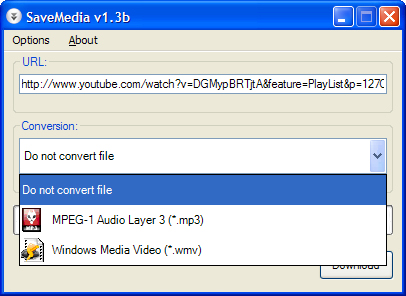 SaveMedia v1.3b
Options About
URL:
http://www.youtube.com/watch?v=DGMypBRTjtA&feature=PlayList&p=127C
Conversion:
Do not convert file
Do not convert file
MPEG-1 Audio Layer 3 (*.mp3)
Windows Media Video (*.wmv)
Download